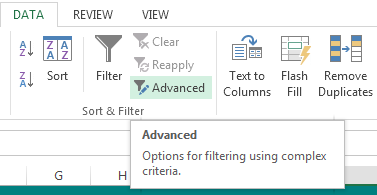 DATA REVIEW VIEW
A Z
Z A
Z A A Z
Sort
Filter
Clear
Reapply
Advanced
Text to Columns
Flash Fill
Remove Duplicates
Sort & Filter
Advanced
Options for filtering using complex
criteria.
G H